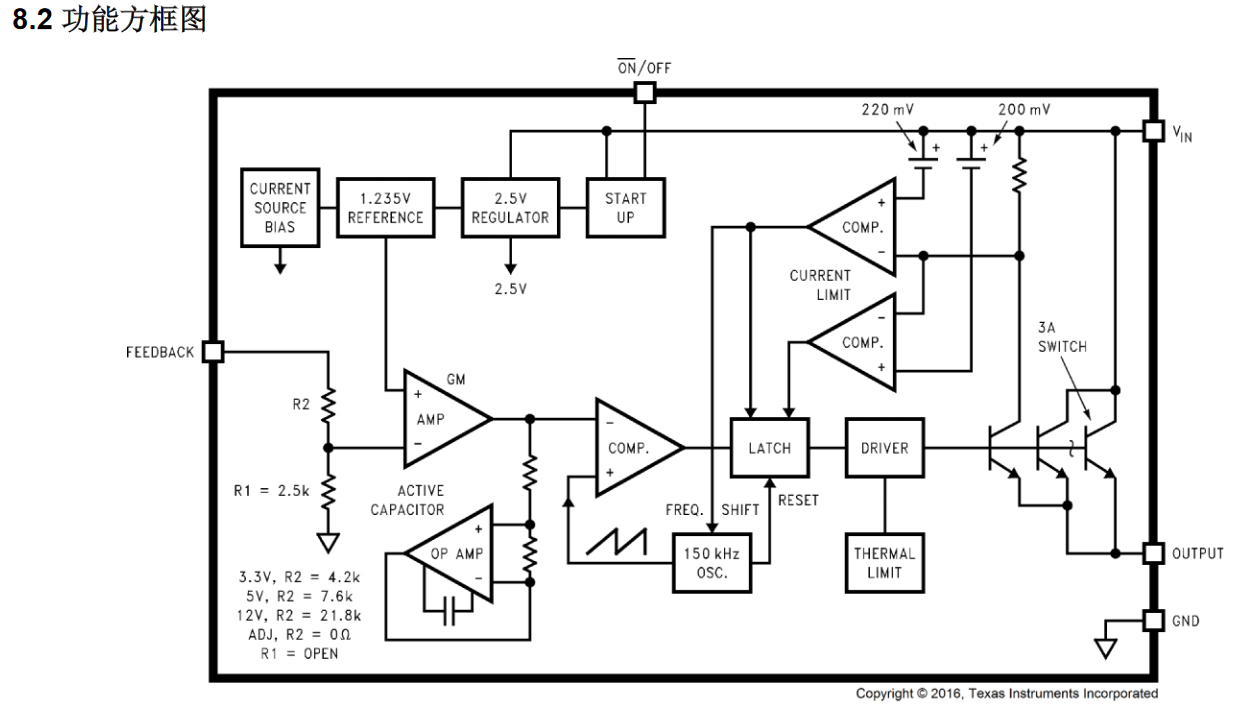 8.2 功能方框图
ON/OFF
220 mV
200 mV
VIN
CURRENT
SOURCE
BIAS
1.235V
REFERENCE
2.5V
REGULATOR
START
UP
+
+
+
COMP.
-
2.5V
CURRENT
LIMIT
-
COMP.
+
3A
SWITCH
FEEDBACK
GM
R2
+
AMP
-
-
COMP.
+
LATCH
DRIVER
R1 = 2.5k
ACTIVE
CAPACITOR
FREQ. SHIFT
RESET
+
OP AMP
-
150 kHz
OSC.
THERMAL
LIMIT
OUTPUT
3.3V, R2 = 4.2k
5V, R2 = 7.6k
12V, R2 = 21.8k
ADJ, R2 = 0Ω
R1 = OPEN
GND
Copyright © 2016, Texas Instruments Incorporated